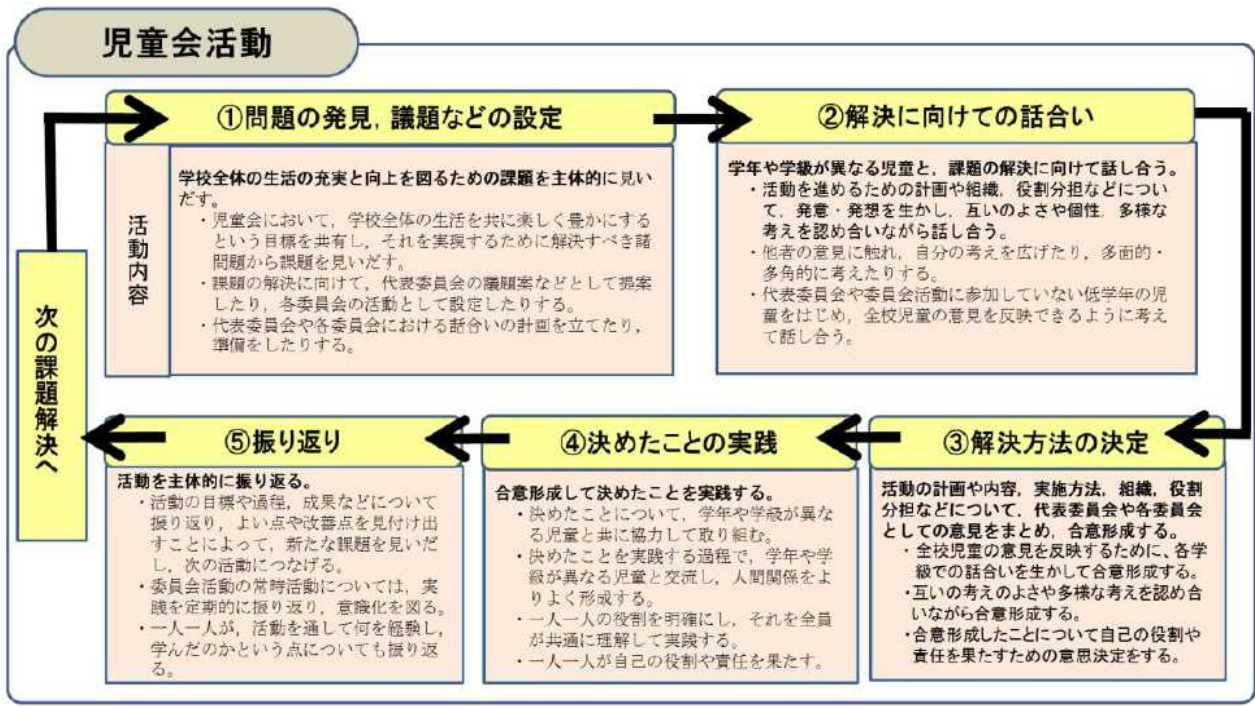 児童会活動
①問題の発見，議題などの設定
活動内容
学校全体の生活の充実と向上を図るための課題を主体的に見い
だす。
・児童会において，学校全体の生活を共に楽しく豊かにする
という目標を共有し，それを実現するために解決すべき諸
問題から課題を見いだす。
・課題の解決に向けて，代表委員会の議題案などとして提案
したり，各委員会の活動として設定したりする。
・代表委員会や各委員会における話合いの計画を立てたり，
準備をしたりする。
②解決に向けての話合い
学年や学級が異なる児童と，課題の解決に向けて話し合う。
・活動を進めるための計画や組織，役割分担などについ
て，発意・発想を生かし，互いのよさや個性，多様な
考えを認め合いながら話し合う。
・他者の意見に触れ，自分の考えを広げたり，多面的・
多角的に考えたりする。
・代表委員会や委員会活動に参加していない低学年の児
童をはじめ，全校児童の意見を反映できるように考え
て話し合う。
③解決方法の決定
活動の計画や内容，実施方法，組織，役割
分担などについて，代表委員会や各委員会
としての意見をまとめ，合意形成する。
・全校児童の意見を反映するために、各学
級での話合いを生かして合意形成する。
・互いの考えのよさや多様な考えを認め合
いながら合意形成する。
・合意形成したことについて自己の役割や
責任を果たすための意思決定をする。
④決めたことの実践
合意形成して決めたことを実践する。
・決めたことについて，学年や学級が異な
る児童と共に協力して取り組む。
・決めたことを実践する過程で，学年や学
級が異なる児童と交流し，人間関係をよ
りよく形成する。
・一人一人の役割を明確にし，それを全員
が共通に理解して実践する。
・一人一人が自己の役割や責任を果たす。
⑤振り返り
活動を主体的に振り返る。
・活動の目標や過程，成果などについて
振り返り，よい点や改善点を見付け出
すことによって，新たな課題を見いだ
し，次の活動につなげる。
・委員会活動の常時活動については，実
践を定期的に振り返り，意識化を図る。
・一人一人が，活動を通して何を経験し，
学んだのかという点についても振り返
る。
次の課題解決へ